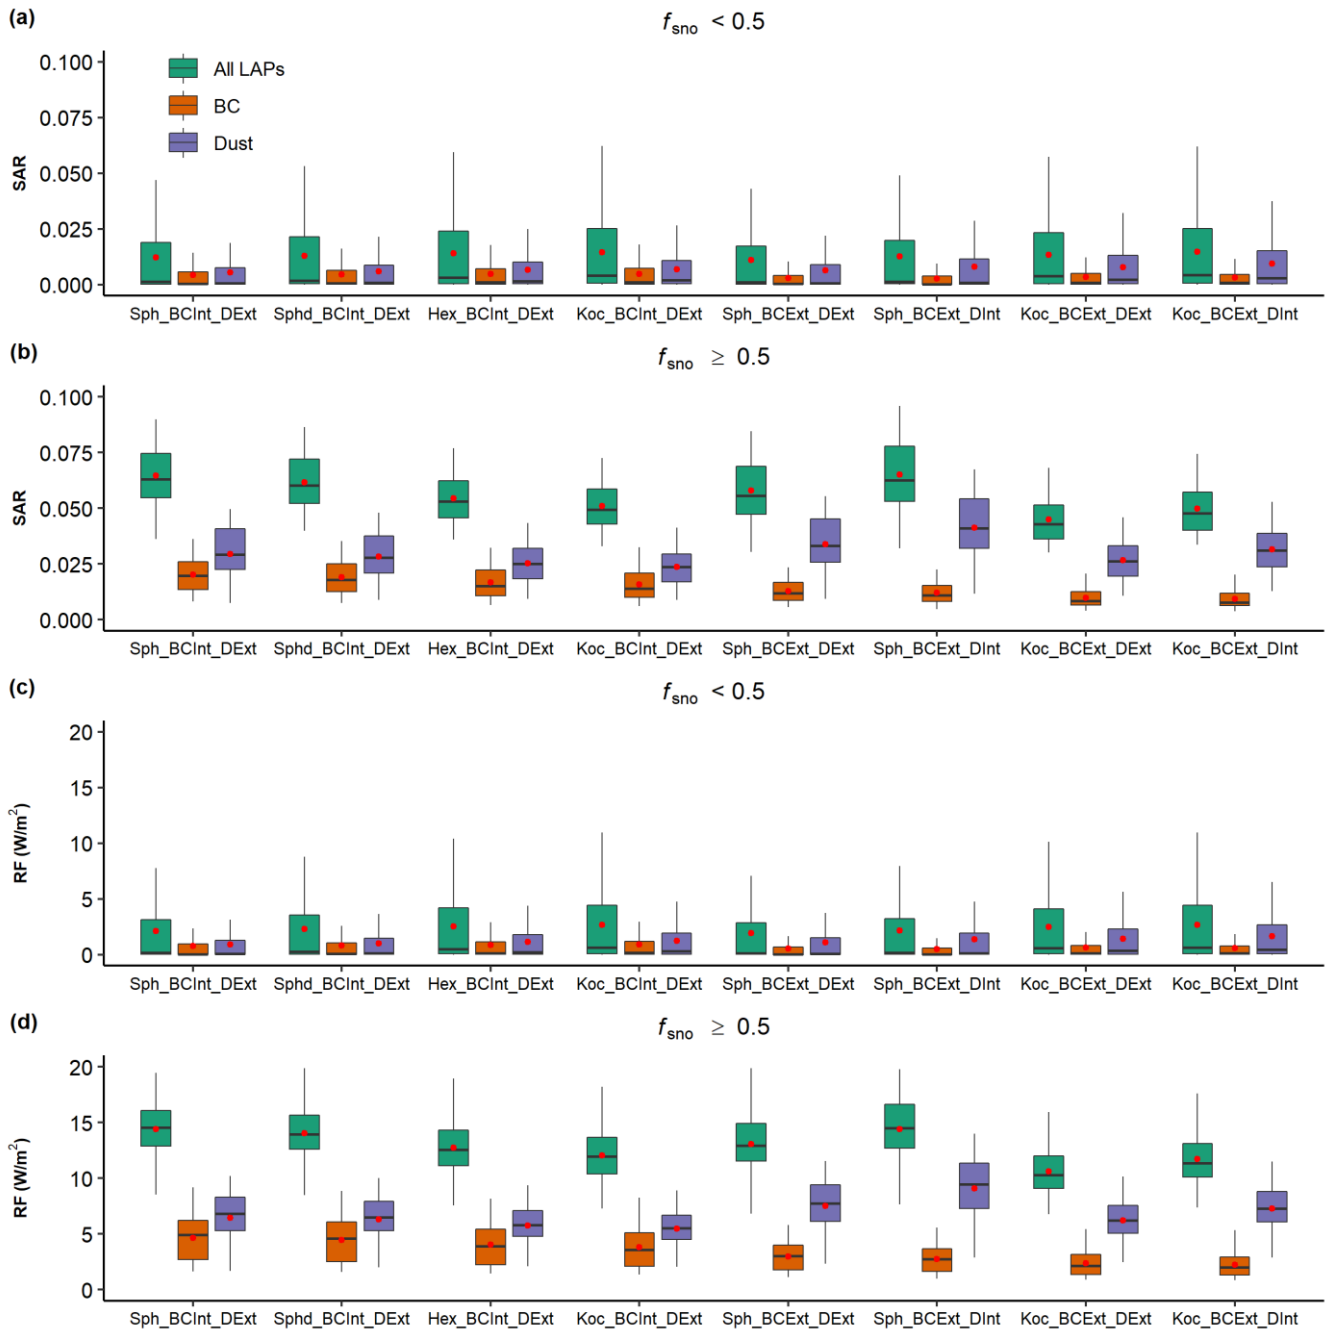 (a)
f_sno < 0.5
SAR
0.100
0.075
0.050
0.025
0.000
All LAPs
BC
Dust
Sph_BCInt_DExt Sphd_BCInt_DExt Hex_BCInt_DExt Koc_BCInt_DExt Sph_BCExt_DExt Sph_BCExt_DInt Koc_BCExt_DExt Koc_BCExt_DInt
(b)
f_sno ≥ 0.5
SAR
0.100
0.075
0.050
0.025
0.000
Sph_BCInt_DExt Sphd_BCInt_DExt Hex_BCInt_DExt Koc_BCInt_DExt Sph_BCExt_DExt Sph_BCExt_DInt Koc_BCExt_DExt Koc_BCExt_DInt
(c)
f_sno < 0.5
RF (W/m²)
20
15
10
5
0
Sph_BCInt_DExt Sphd_BCInt_DExt Hex_BCInt_DExt Koc_BCInt_DExt Sph_BCExt_DExt Sph_BCExt_DInt Koc_BCExt_DExt Koc_BCExt_DInt
(d)
f_sno ≥ 0.5
RF (W/m²)
20
15
10
5
0
Sph_BCInt_DExt Sphd_BCInt_DExt Hex_BCInt_DExt Koc_BCInt_DExt Sph_BCExt_DExt Sph_BCExt_DInt Koc_BCExt_DExt Koc_BCExt_DInt